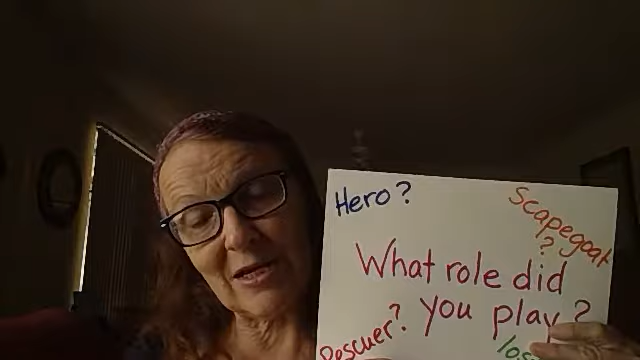 Hero?
Scapegoat
?
What role did
you play?
Rescuer?